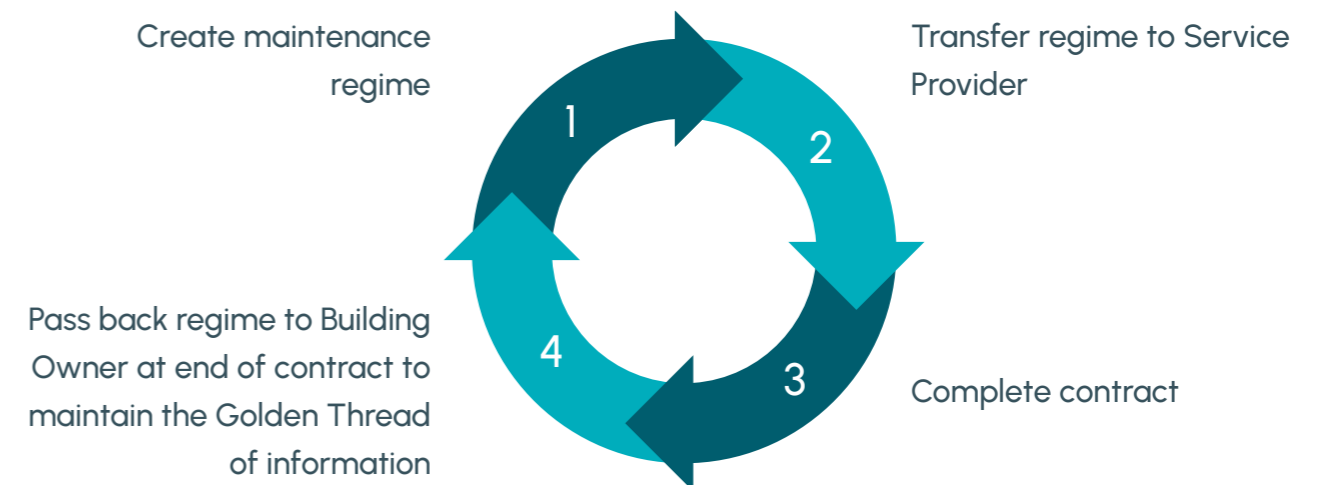 Create maintenance
regime
1
Transfer regime to Service
Provider
2
3
Complete contract
4
Pass back regime to Building
Owner at end of contract to
maintain the Golden Thread
of information